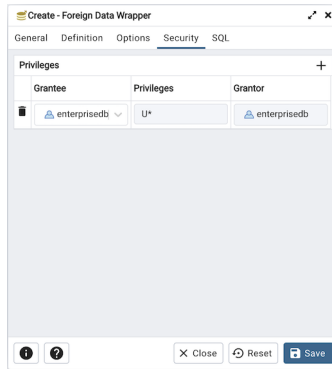 Create - Foreign Data Wrapper
General Definition Options Security SQL
Privileges
Grantee Privileges Grantor
enterprisedb U* enterprisedb
Close Reset Save